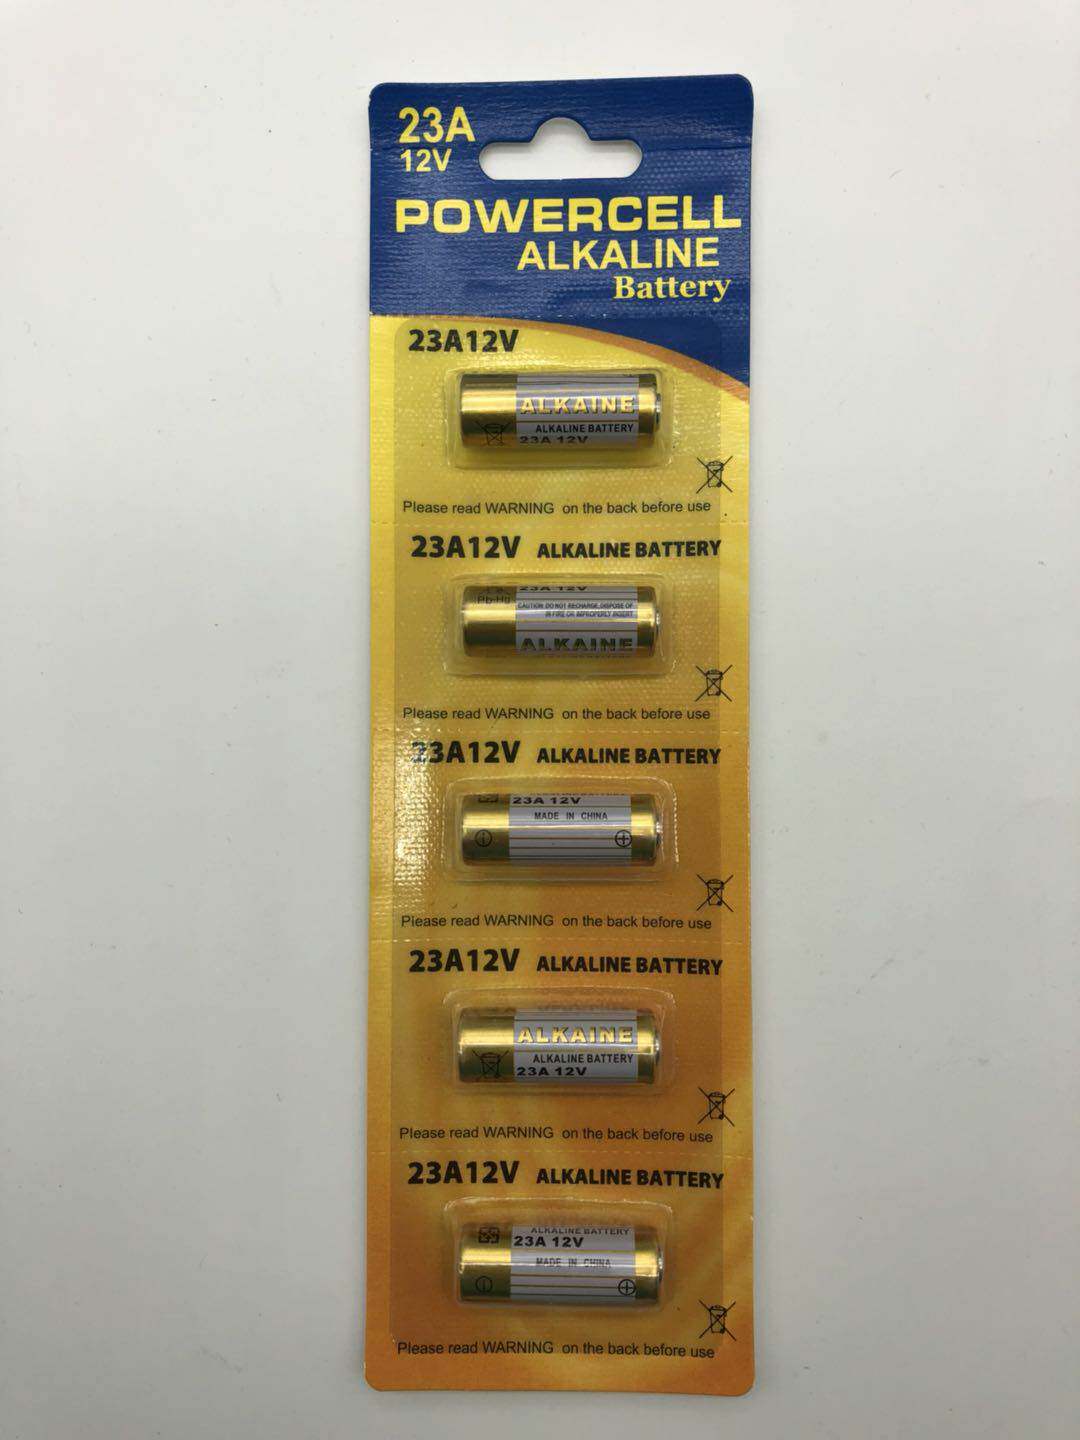 23A
12V
POWERCELL
ALKALINE
Battery
23A12V
ALKAINE
ALKALINE BATTERY
23A 12V
Please read WARNING on the back before use
23A12V ALKALINE BATTERY
23A 12V
Pb-Hg
CAUTION: DO NOT RECHARGE, DISPOSE OF
IN FIRE OR IMPROPERLY INSERT
ALKAINE
ALKALINE BATTERY
Please read WARNING on the back before use
23A12V ALKALINE BATTERY
ALKALINE BATTERY
23A 12V
MADE IN CHINA
Please read WARNING on the back before use
23A12V ALKALINE BATTERY
ALKAINE
ALKALINE BATTERY
23A 12V
Please read WARNING on the back before use
23A12V ALKALINE BATTERY
ALKALINE BATTERY
23A 12V
MADE IN CHINA
Please read WARNING on the back before use